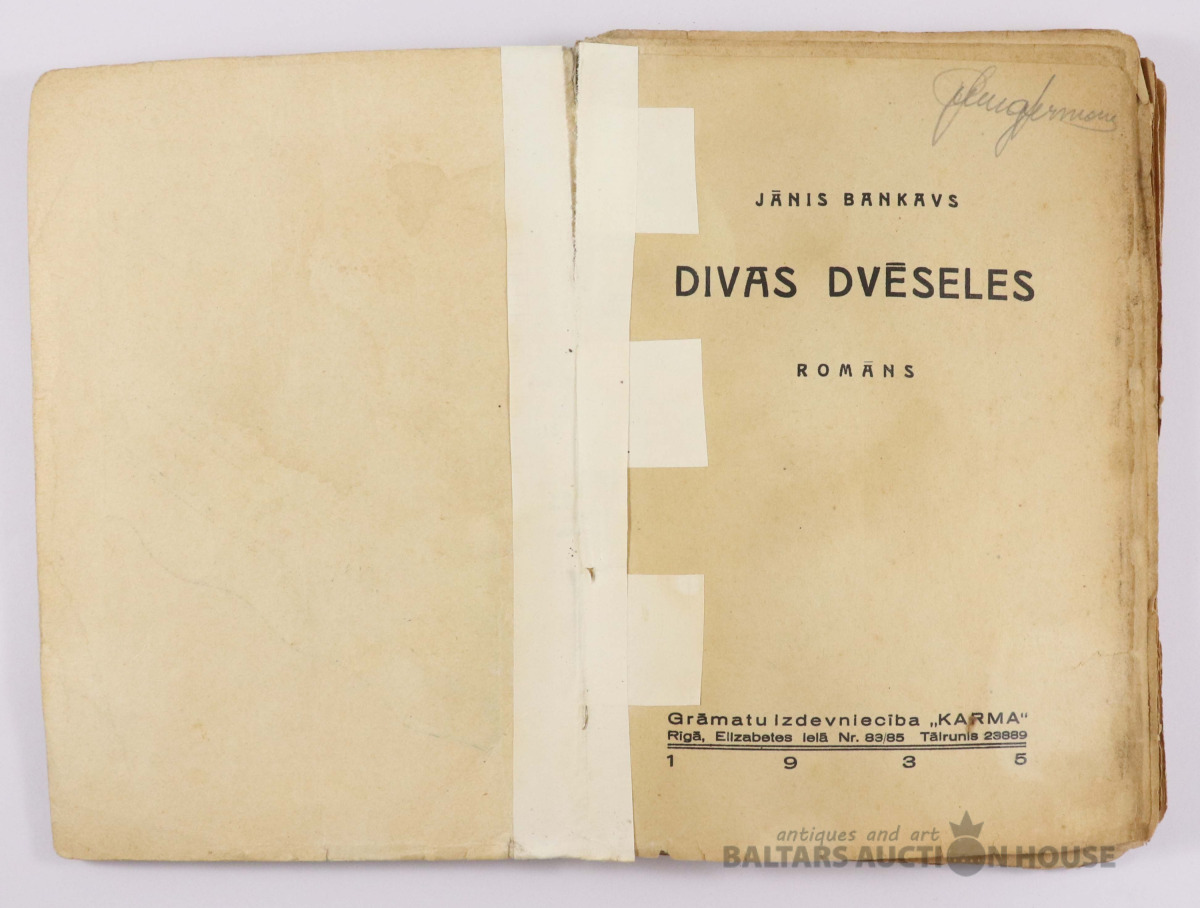 JĀNIS BANKAVS
DIVAS DVĒSELES
ROMĀNS
Grāmatu izdevniecība „KARMA“
Rīgā, Elizabetes ielā Nr. 83/85 Tālrunis 23889
1 9 3 5
antiques and art
BALTARS AUCTION HOUSE